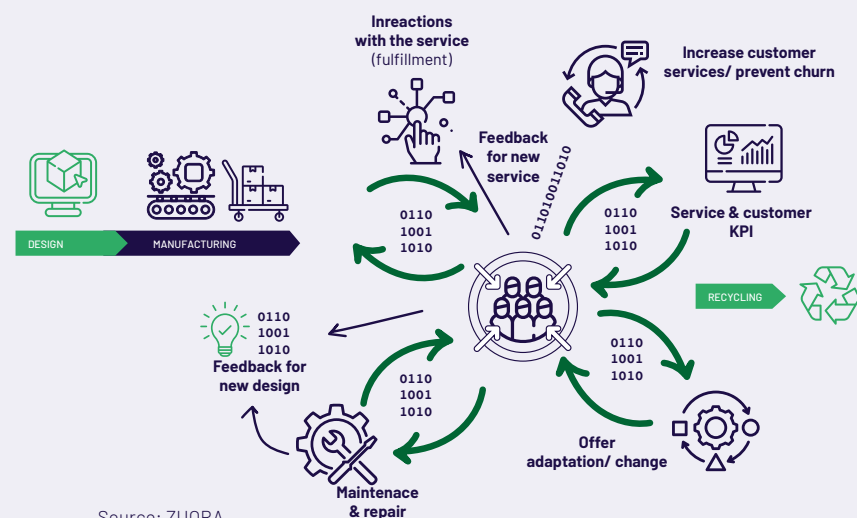 Inreactions
with the service
(fulfillment)
Increase customer
services/ prevent churn
Feedback
for new
service
011010011010
0110
1001
1010
0110
1001
1010
Service & customer
KPI
DESIGN
MANUFACTURING
RECYCLING
0110
1001
1010
Feedback for
new design
0110
1001
1010
0110
1001
1010
Offer
adaptation/ change
Maintenace
& repair
Source: ZUORA